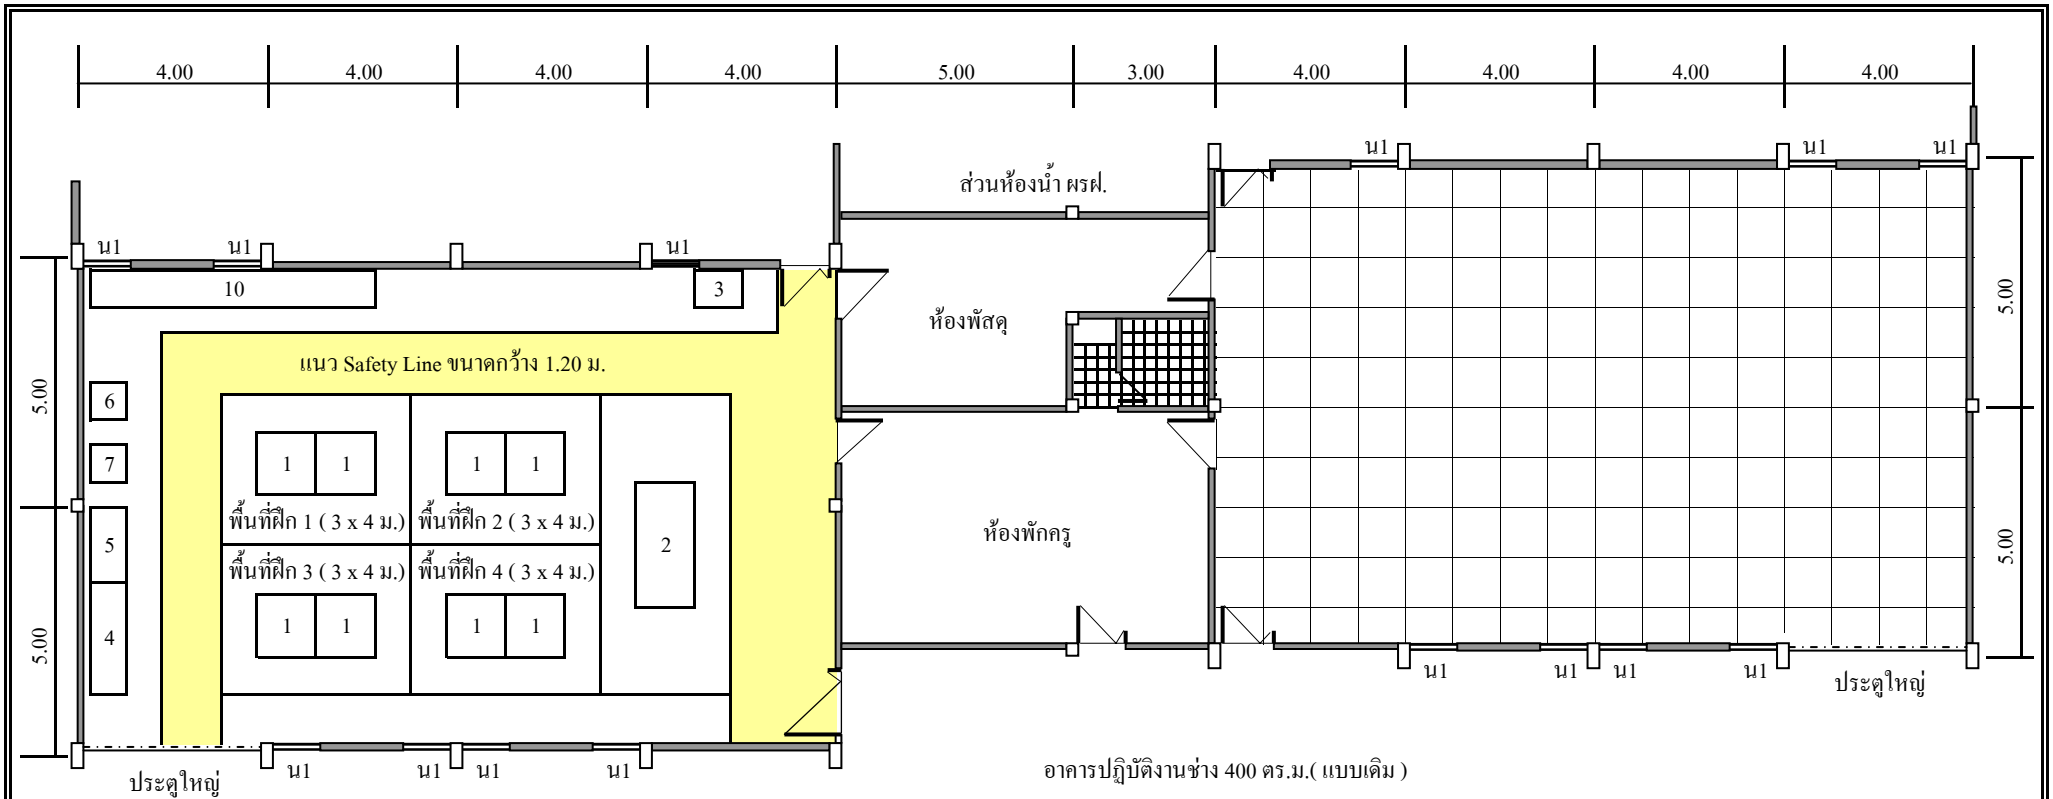 4.00 4.00 4.00 4.00 5.00 3.00 4.00 4.00 4.00 4.00
น1 น1 น1
ส่วนห้องน้ำ ผรฝ.
น1 น1 น1
10 3
5.00
ห้องพัสดุ
แนว Safety Line ขนาดกว้าง 1.20 ม.
5.00
6
7
1 1 1 1
พื้นที่ฝึก 1 ( 3 x 4 ม.) พื้นที่ฝึก 2 ( 3 x 4 ม.)
ห้องพักครู
5 2
5.00
พื้นที่ฝึก 3 ( 3 x 4 ม.) พื้นที่ฝึก 4 ( 3 x 4 ม.)
1 1 1 1
4
5.00
น1 น1 น1 น1
ประตูใหญ่
น1 น1 น1 น1
ประตูใหญ่
อาคารปฏิบัติงานช่าง 400 ตร.ม.( แบบเดิม )